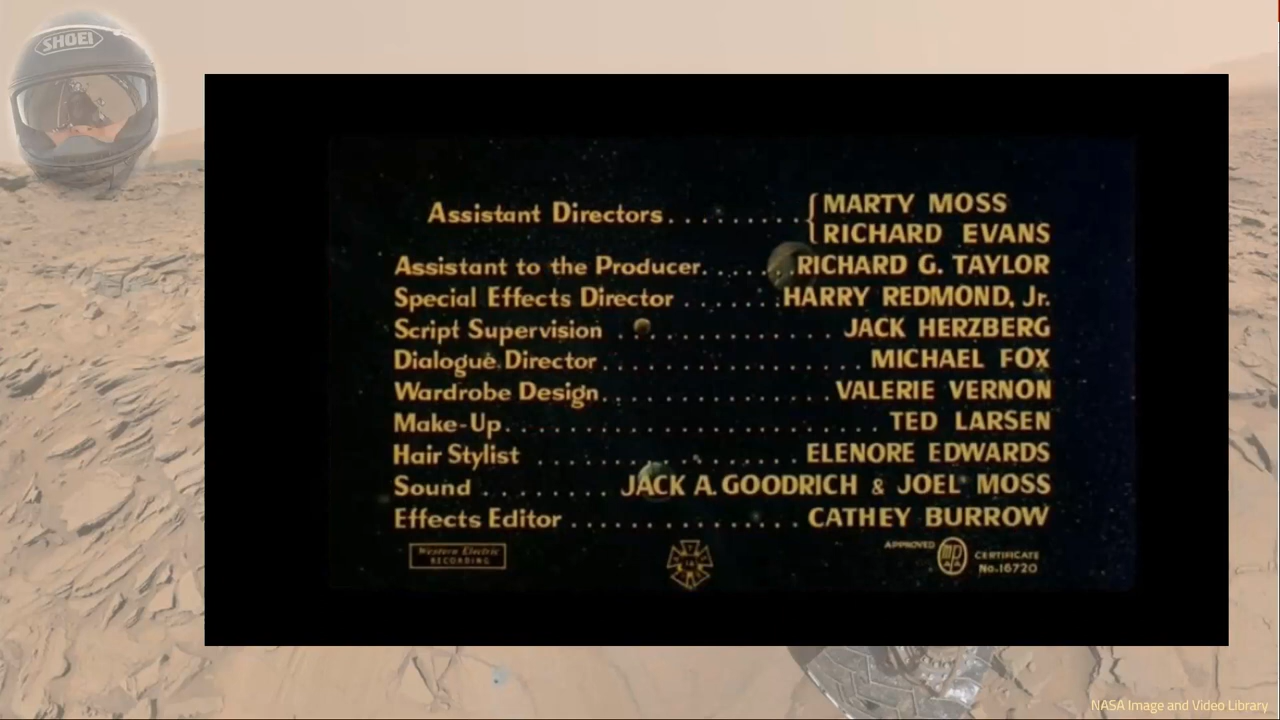 SHOEI
Assistant Directors......... { MARTY MOSS
RICHARD EVANS
Assistant to the Producer...... RICHARD G. TAYLOR
Special Effects Director ....... HARRY REDMOND, Jr.
Script Supervision ............. JACK HERZBERG
Dialogue Director................. MICHAEL FOX
Wardrobe Design............... VALERIE VERNON
Make-Up........................ TED LARSEN
Hair Stylist ................. ELENORE EDWARDS
Sound ........ JACK A. GOODRICH & JOEL MOSS
Effects Editor ............... CATHEY BURROW
Western Electric
RECORDING
APPROVED
MPAA
CERTIFICATE
No. 16720
NASA Image and Video Library